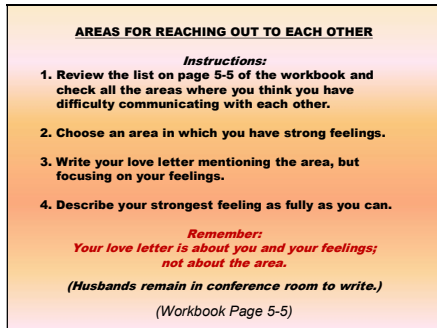 AREAS FOR REACHING OUT TO EACH OTHER
Instructions:
1. Review the list on page 5-5 of the workbook and
check all the areas where you think you have
difficulty communicating with each other.
2. Choose an area in which you have strong feelings.
3. Write your love letter mentioning the area, but
focusing on your feelings.
4. Describe your strongest feeling as fully as you can.
Remember:
Your love letter is about you and your feelings;
not about the area.
(Husbands remain in conference room to write.)
(Workbook Page 5-5)